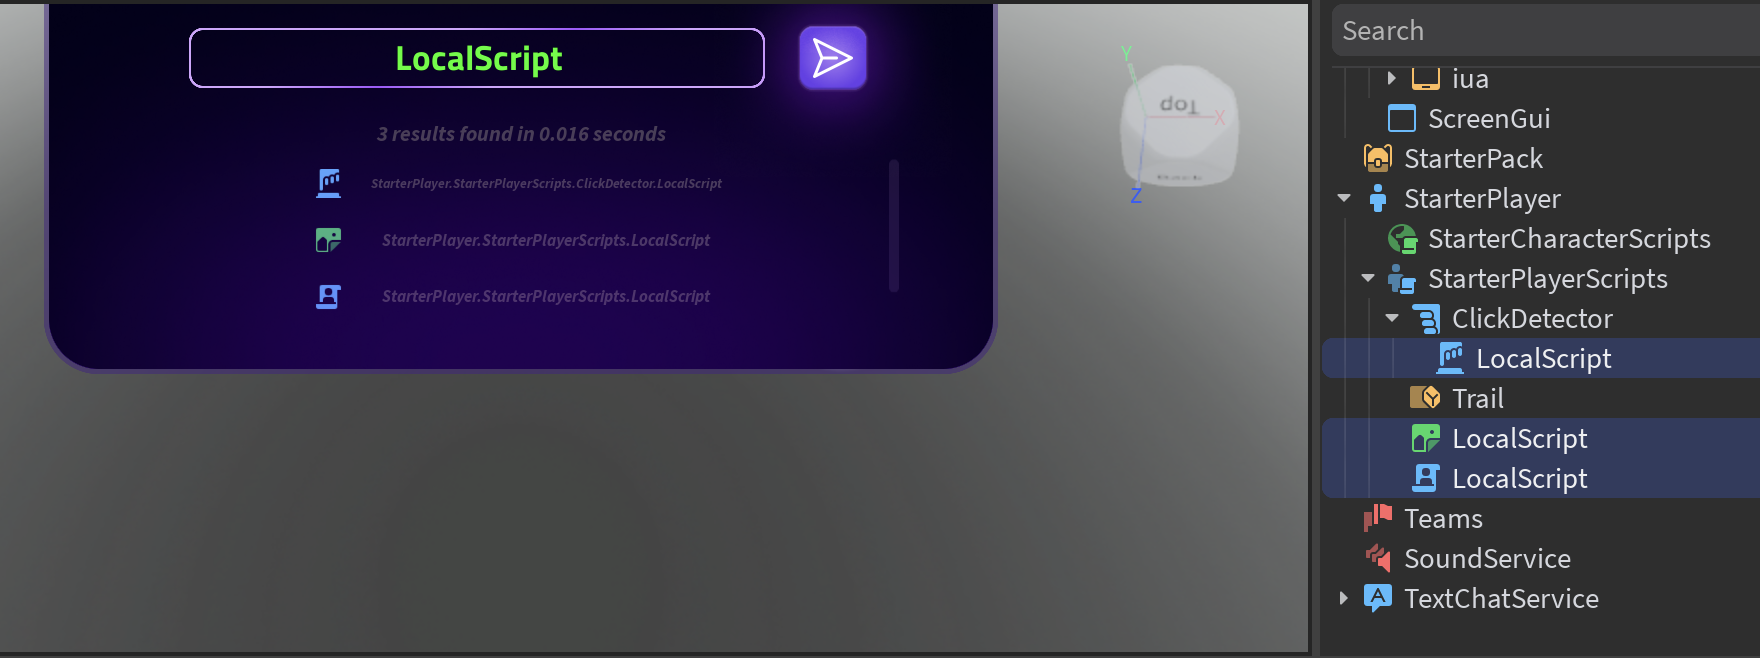 LocalScript
3 results found in 0.016 seconds
StarterPlayer.StarterPlayerScripts.ClickDetector.LocalScript
StarterPlayer.StarterPlayerScripts.LocalScript
StarterPlayer.StarterPlayerScripts.LocalScript
Y
Top
X
Z
Search
iua
ScreenGui
StarterPack
StarterPlayer
StarterCharacterScripts
StarterPlayerScripts
ClickDetector
LocalScript
Trail
LocalScript
LocalScript
Teams
SoundService
TextChatService